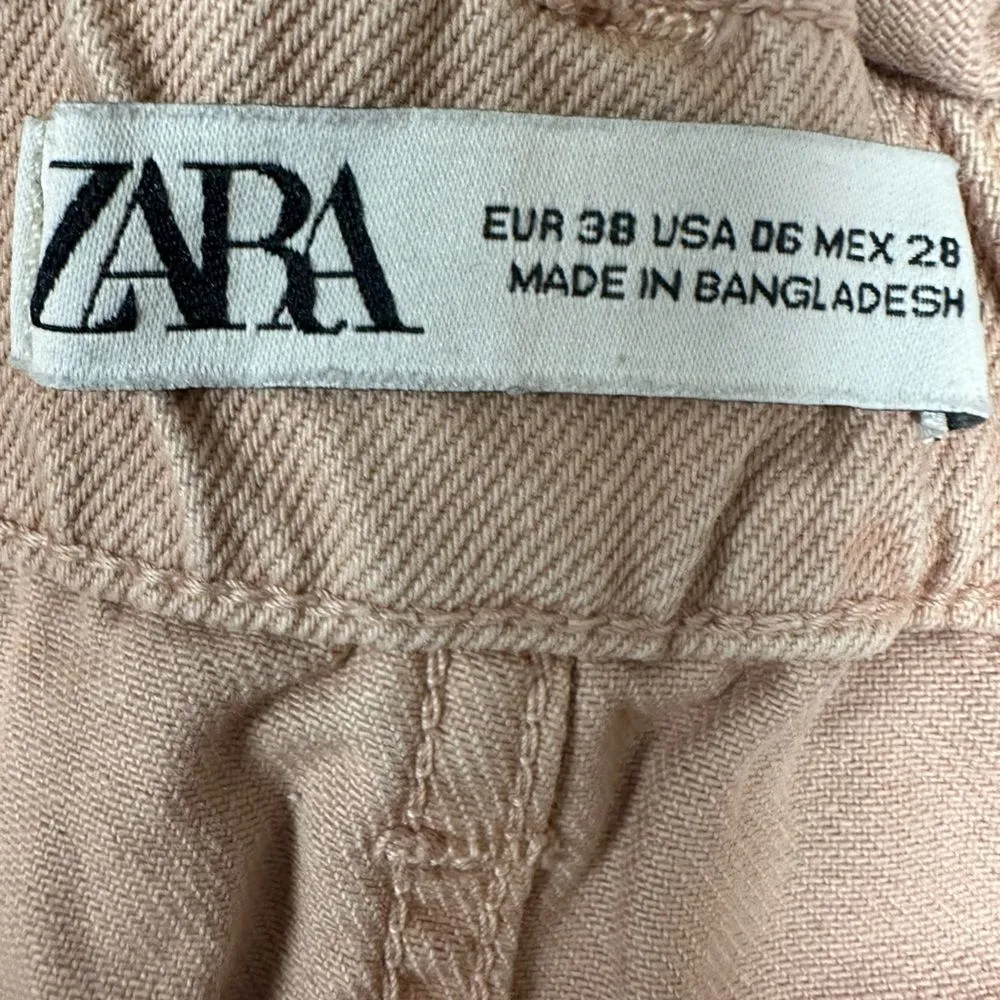 ZARA
EUR 38 USA 06 MEX 28
MADE IN BANGLADESH